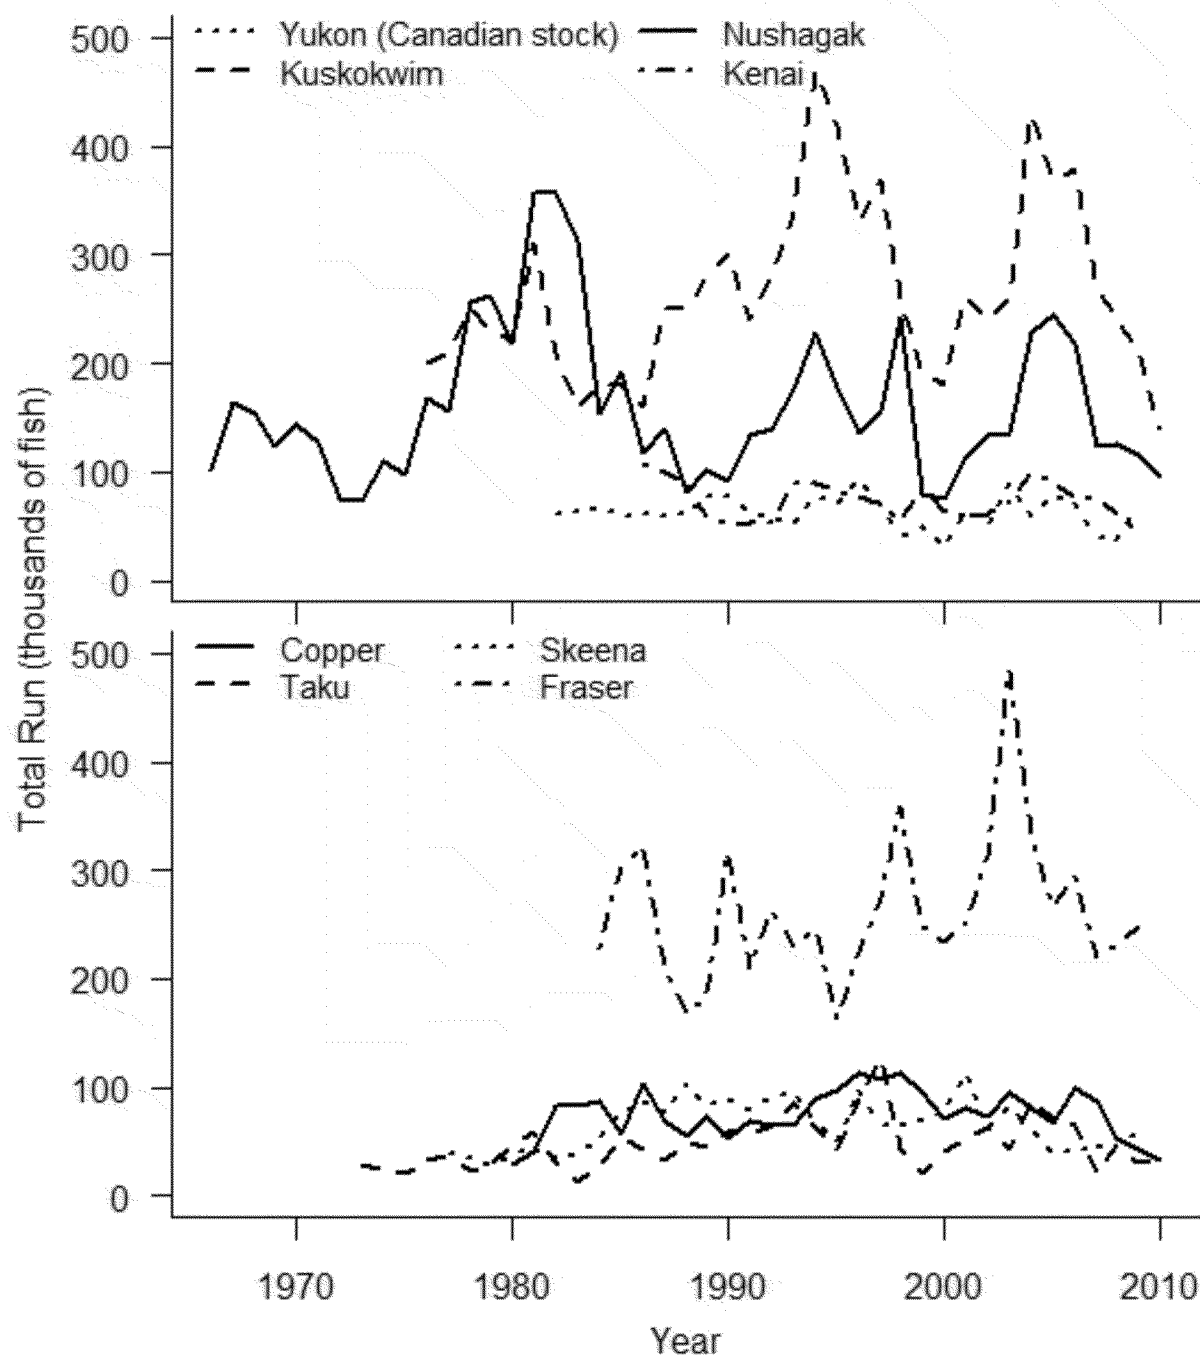 Yukon (Canadian stock) Nushagak
Kuskokwim Kenai
500
400
300
200
100
0
Total Run (thousands of fish)
Copper Skeena
Taku Fraser
500
400
300
200
100
0
1970 1980 1990 2000 2010
Year